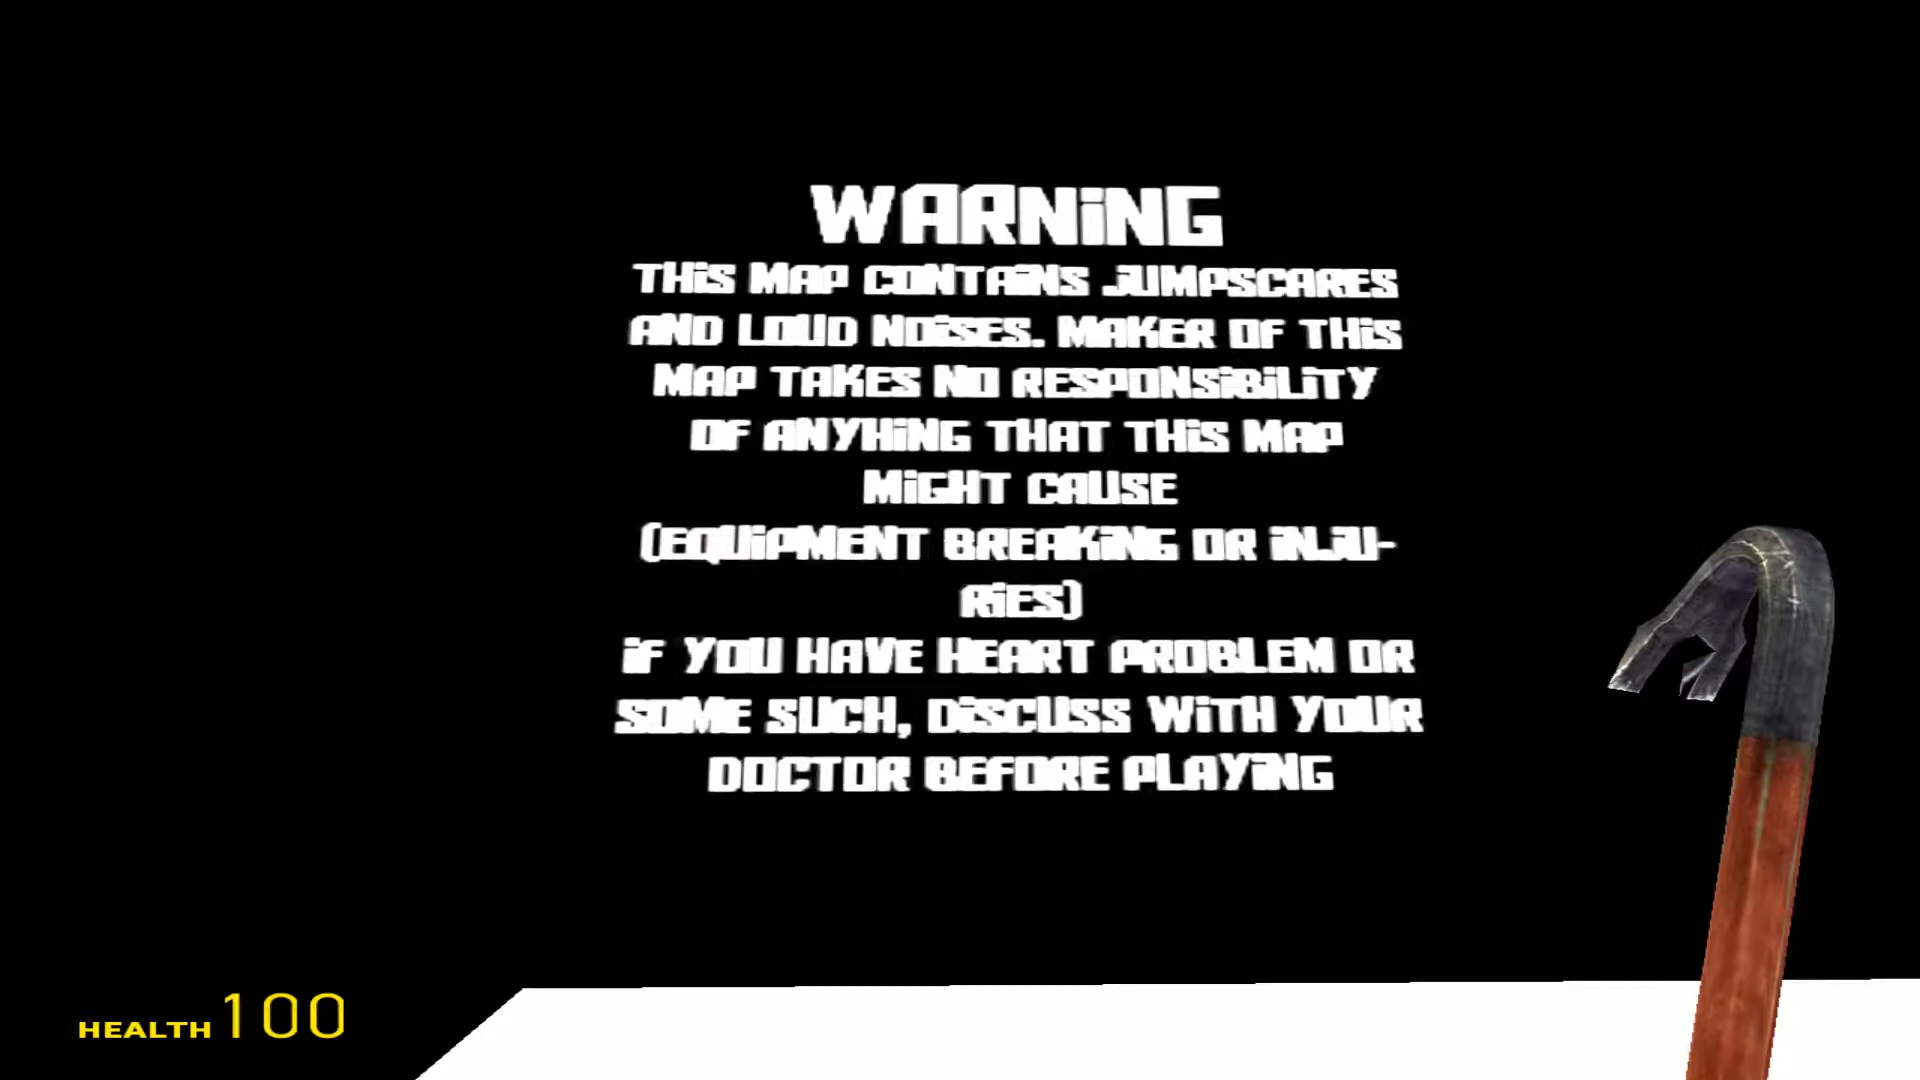 WARNiNG
THiS MAP CONTAiNS JUMPSCARES
AND LOUD NOiSES. MAKER OF THiS
MAP TAKES NO RESPONSiBiLiTY
OF ANYHiNG THAT THiS MAP
MiGHT CAUSE
(EQUiPMENT BREAKiNG OR iNJU-
RiES)
iF YOU HAVE HEART PROBLEM OR
SOME SUCH, DiSCUSS WiTH YOUR
DOCTOR BEFORE PLAYiNG
HEALTH 100